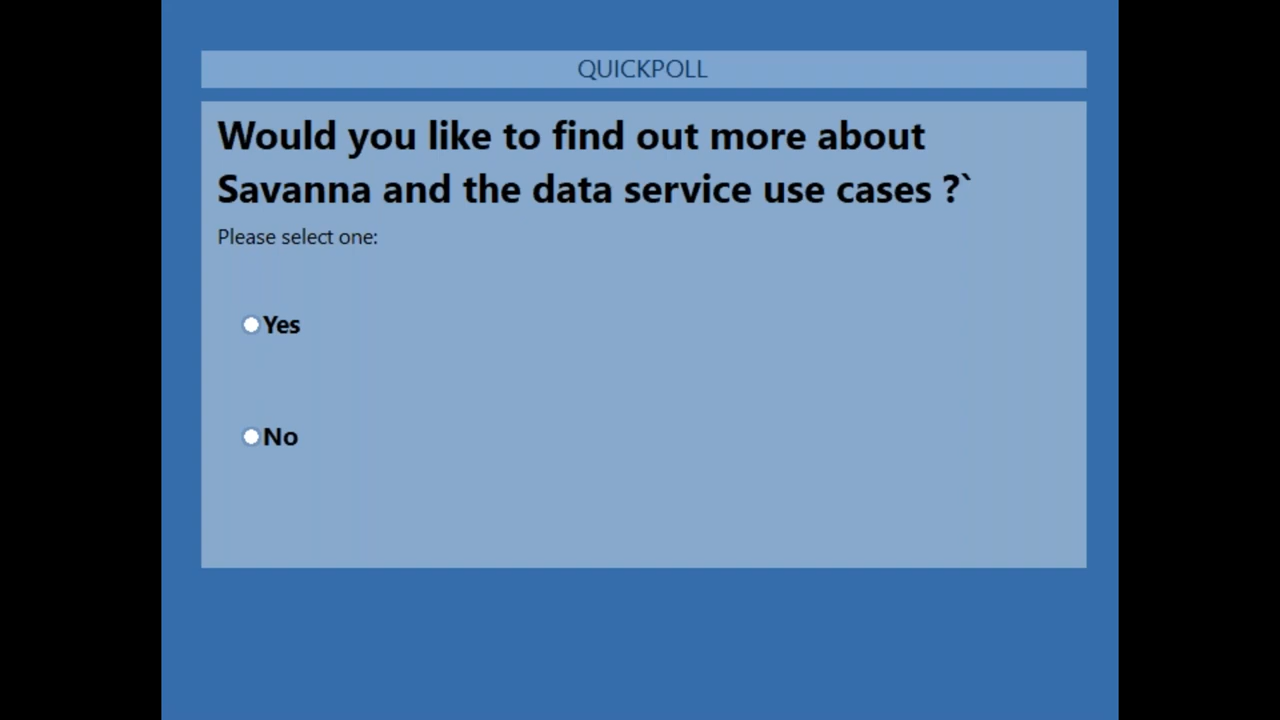 QUICKPOLL
Would you like to find out more about
Savanna and the data service use cases ?`
Please select one:
Yes
No